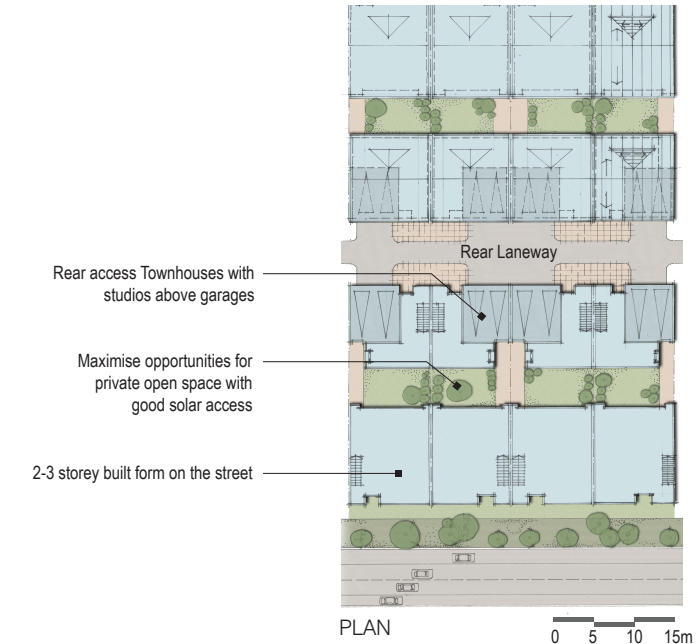 Rear Laneway
Rear access Townhouses with
studios above garages
Maximise opportunities for
private open space with
good solar access
2-3 storey built form on the street
PLAN
0 5 10 15m